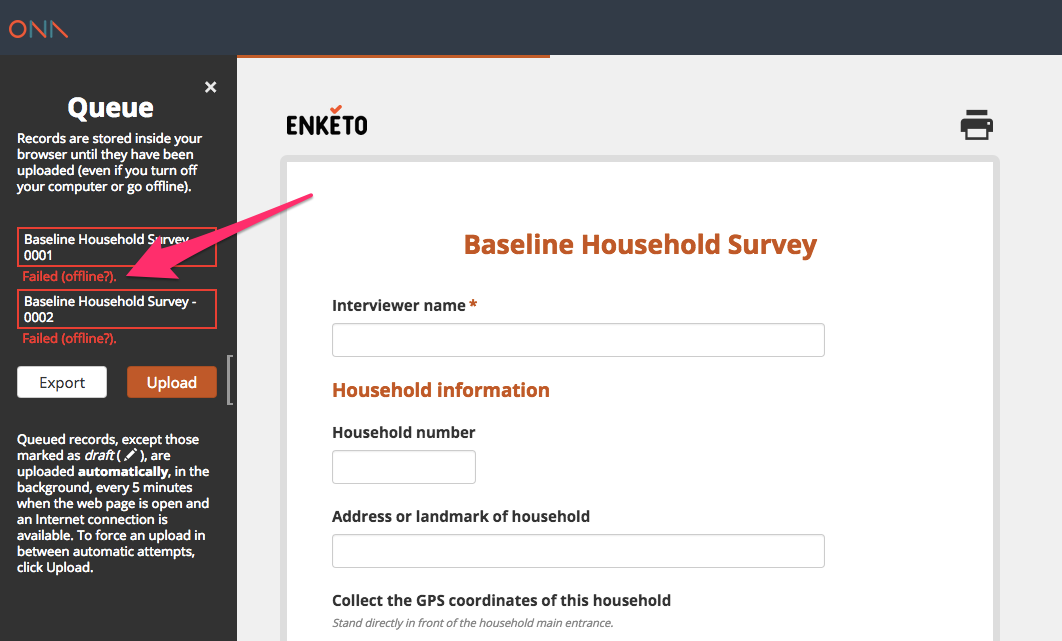 ONA
×
Queue
Records are stored inside your
browser until they have been
uploaded (even if you turn off
your computer or go offline).
Baseline Household Survey -
0001
Failed (offline?).
Baseline Household Survey -
0002
Failed (offline?).
Export
Upload
Queued records, except those
marked as draft ( ), are
uploaded automatically, in the
background, every 5 minutes
when the web page is open and
an Internet connection is
available. To force an upload in
between automatic attempts,
click Upload.
ENKETO
Baseline Household Survey
Interviewer name *
Household information
Household number
Address or landmark of household
Collect the GPS coordinates of this household
Stand directly in front of the household main entrance.